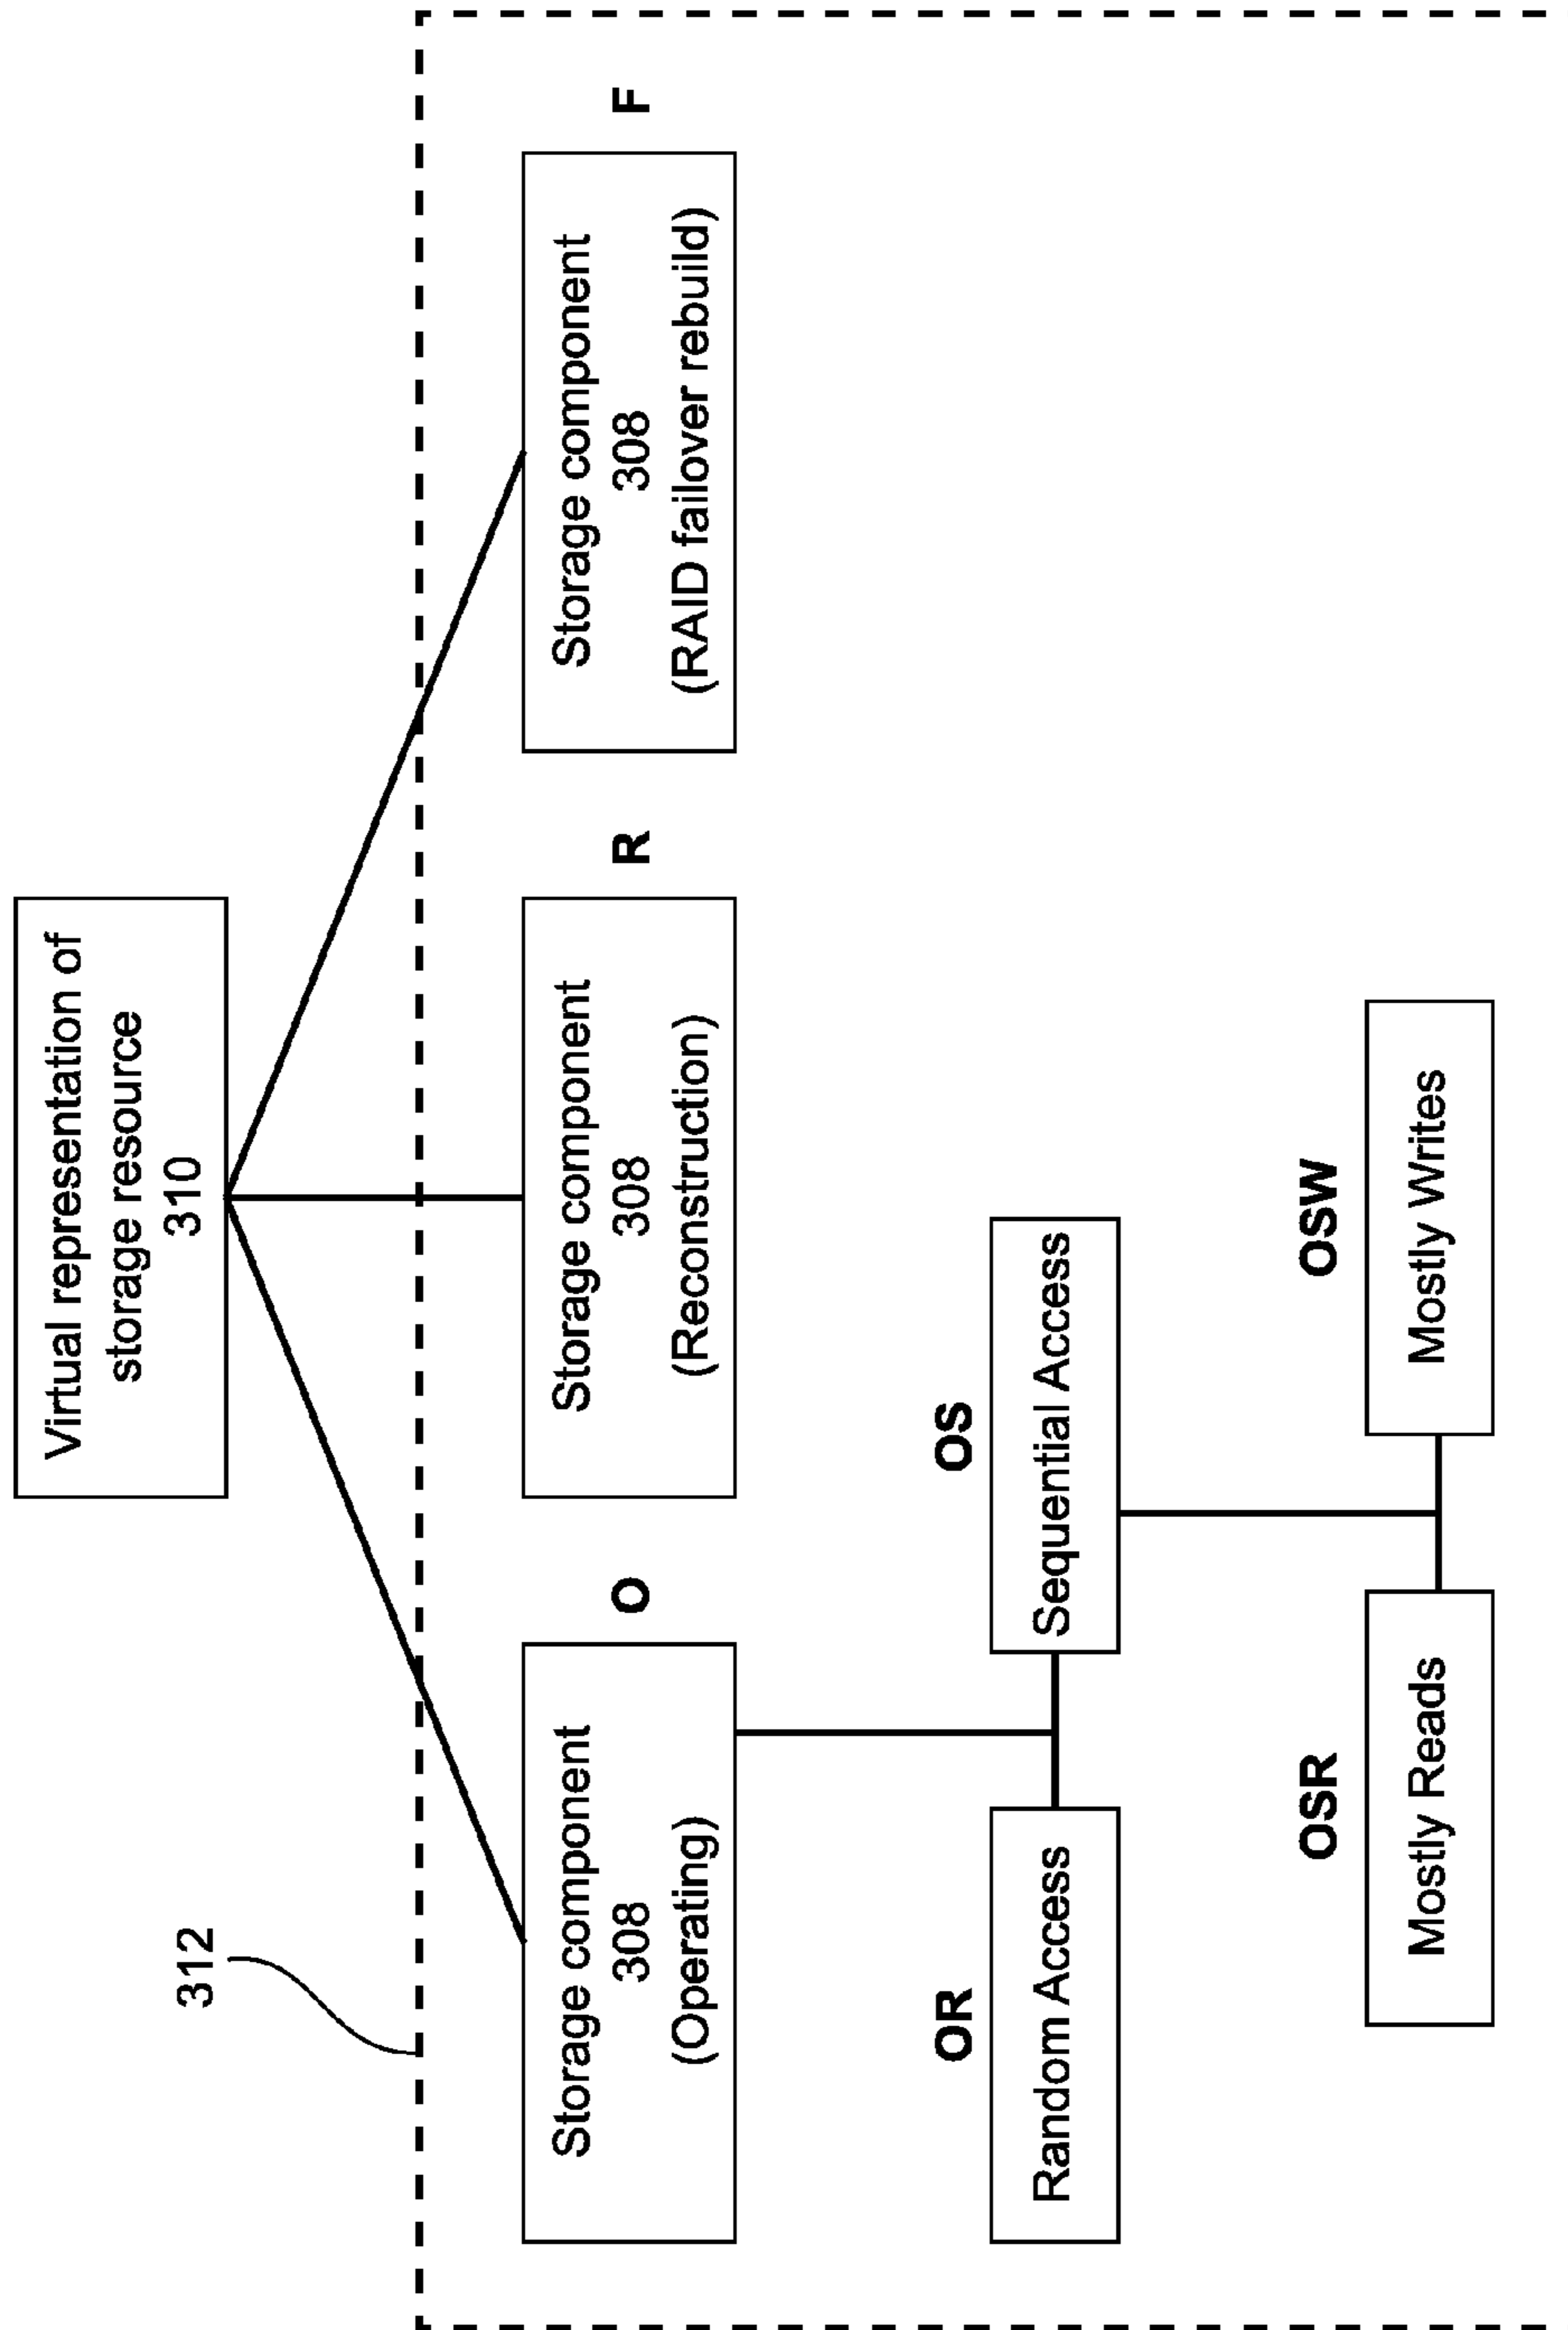 Virtual representation of
storage resource
310
312
Storage component
308
(Operating)
O
Storage component
308
(Reconstruction)
R
Storage component
308
(RAID failover rebuild)
F
OR
Random Access
OS
Sequential Access
OSR
Mostly Reads
OSW
Mostly Writes